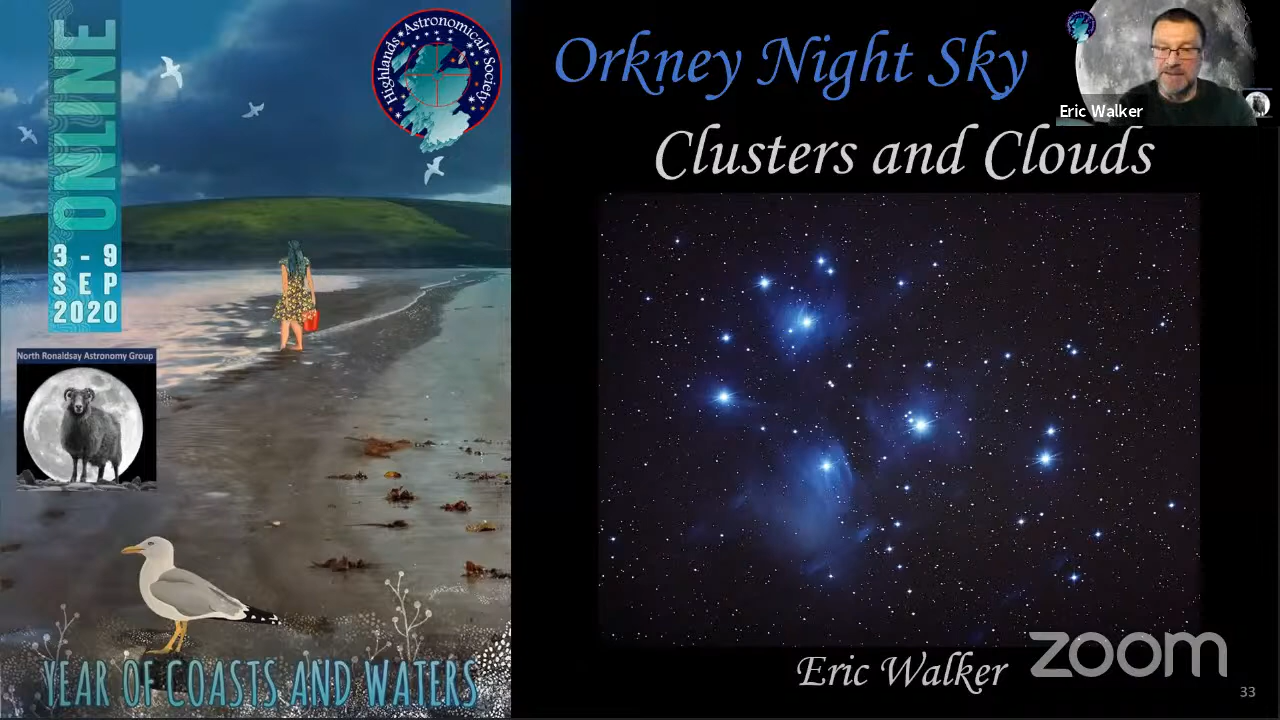 ONLINE
3 - 9
SEP
2020
Highlands Astronomical Society
North Ronaldsay Astronomy Group
YEAR OF COASTS AND WATERS
Orkney Night Sky
Eric Walker
Clusters and Clouds
Eric Walker
zoom
33